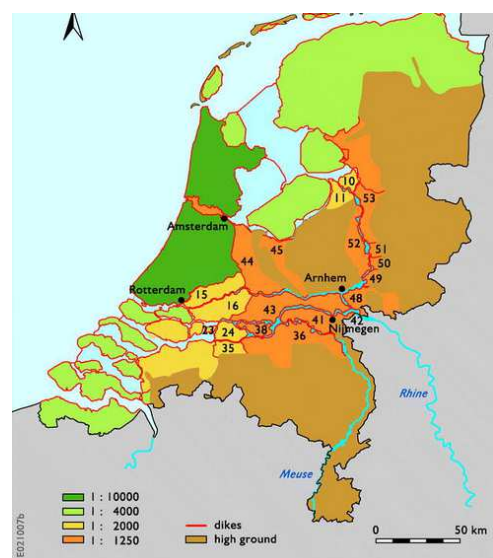 10
11
53
Amsterdam
45
52
51
44
50
Arnhem
49
Rotterdam
15
48
16
43
42
41
23
24
38
Nijmegen
36
35
Rhine
Meuse
1 : 10000
1 : 4000
1 : 2000
1 : 1250
dikes
high ground
0 50 km
E021007b